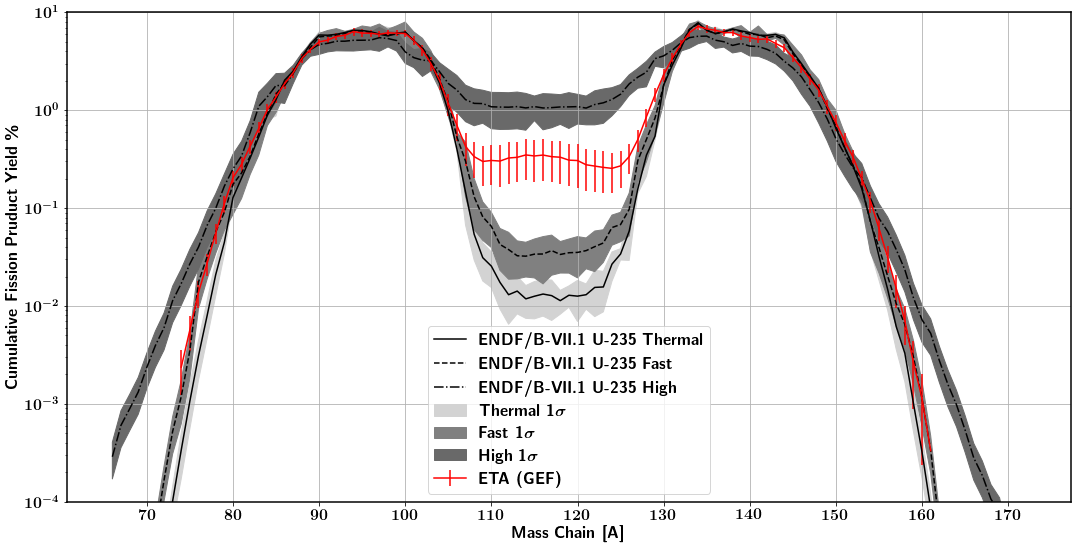 Cumulative Fission Pruduct Yield %
10¹
10⁰
10⁻¹
10⁻²
10⁻³
10⁻⁴
ENDF/B-VII.1 U-235 Thermal
ENDF/B-VII.1 U-235 Fast
ENDF/B-VII.1 U-235 High
Thermal 1σ
Fast 1σ
High 1σ
ETA (GEF)
70 80 90 100 110 120 130 140 150 160 170
Mass Chain [A]